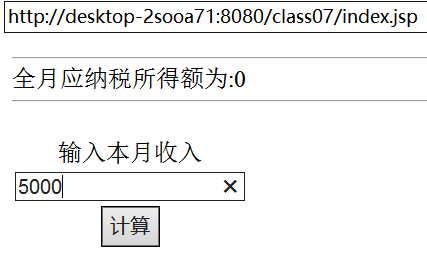 http://desktop-2sooa71:8080/class07/index.jsp
全月应纳税所得额为:0
输入本月收入
5000
计算